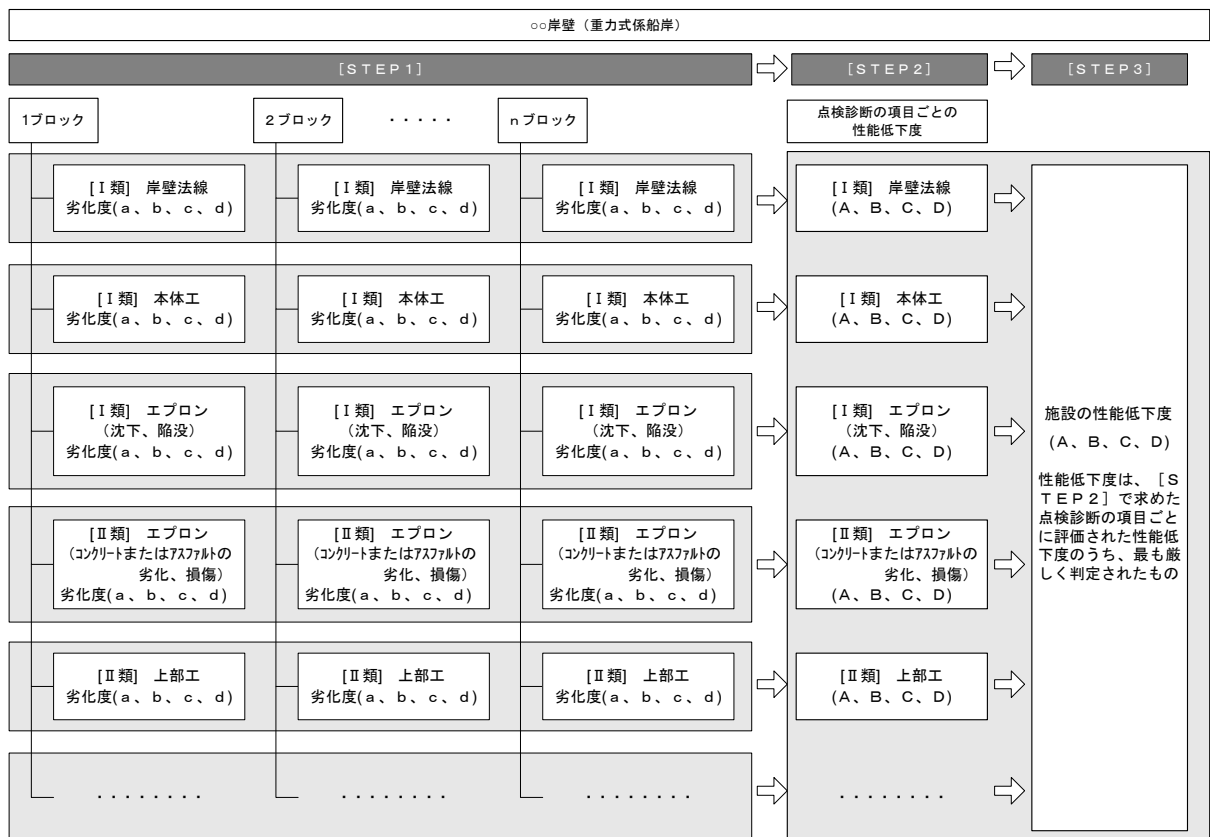 ○○岸壁（重力式係船岸）
［ＳＴＥＰ１］
［ＳＴＥＰ２］
［ＳＴＥＰ３］
1ブロック
２ブロック
・・・・・
ｎブロック
点検診断の項目ごとの
性能低下度
[Ⅰ類]　岸壁法線
劣化度(ａ、ｂ、ｃ、ｄ)
[Ⅰ類]　岸壁法線
劣化度(ａ、ｂ、ｃ、ｄ)
[Ⅰ類]　岸壁法線
劣化度(ａ、ｂ、ｃ、ｄ)
[Ⅰ類]　岸壁法線
(Ａ、Ｂ、Ｃ、Ｄ)
[Ⅰ類]　本体工
劣化度(ａ、ｂ、ｃ、ｄ)
[Ⅰ類]　本体工
劣化度(ａ、ｂ、ｃ、ｄ)
[Ⅰ類]　本体工
劣化度(ａ、ｂ、ｃ、ｄ)
[Ⅰ類]　本体工
(Ａ、Ｂ、Ｃ、Ｄ)
[Ⅰ類]　エプロン
（沈下、陥没）
劣化度(ａ、ｂ、ｃ、ｄ)
[Ⅰ類]　エプロン
（沈下、陥没）
劣化度(ａ、ｂ、ｃ、ｄ)
[Ⅰ類]　エプロン
（沈下、陥没）
劣化度(ａ、ｂ、ｃ、ｄ)
[Ⅰ類]　エプロン
（沈下、陥没）
(Ａ、Ｂ、Ｃ、Ｄ)
[Ⅱ類]　エプロン
（ｺﾝｸﾘｰﾄまたはｱｽﾌｧﾙﾄの
劣化、損傷）
劣化度(ａ、ｂ、ｃ、ｄ)
[Ⅱ類]　エプロン
（ｺﾝｸﾘｰﾄまたはｱｽﾌｧﾙﾄの
劣化、損傷）
劣化度(ａ、ｂ、ｃ、ｄ)
[Ⅱ類]　エプロン
（ｺﾝｸﾘｰﾄまたはｱｽﾌｧﾙﾄの
劣化、損傷）
劣化度(ａ、ｂ、ｃ、ｄ)
[Ⅱ類]　エプロン
（ｺﾝｸﾘｰﾄまたはｱｽﾌｧﾙﾄの
劣化、損傷）
(Ａ、Ｂ、Ｃ、Ｄ)
[Ⅱ類]　上部工
劣化度(ａ、ｂ、ｃ、ｄ)
[Ⅱ類]　上部工
劣化度(ａ、ｂ、ｃ、ｄ)
[Ⅱ類]　上部工
劣化度(ａ、ｂ、ｃ、ｄ)
[Ⅱ類]　上部工
(Ａ、Ｂ、Ｃ、Ｄ)
・・・・・・・・
・・・・・・・・
・・・・・・・・
・・・・・・・・
施設の性能低下度
(Ａ、Ｂ、Ｃ、Ｄ)
性能低下度は、［Ｓ
ＴＥＰ２］で求めた
点検診断の項目ごと
に評価された性能低
下度のうち、最も厳
しく判定されたもの